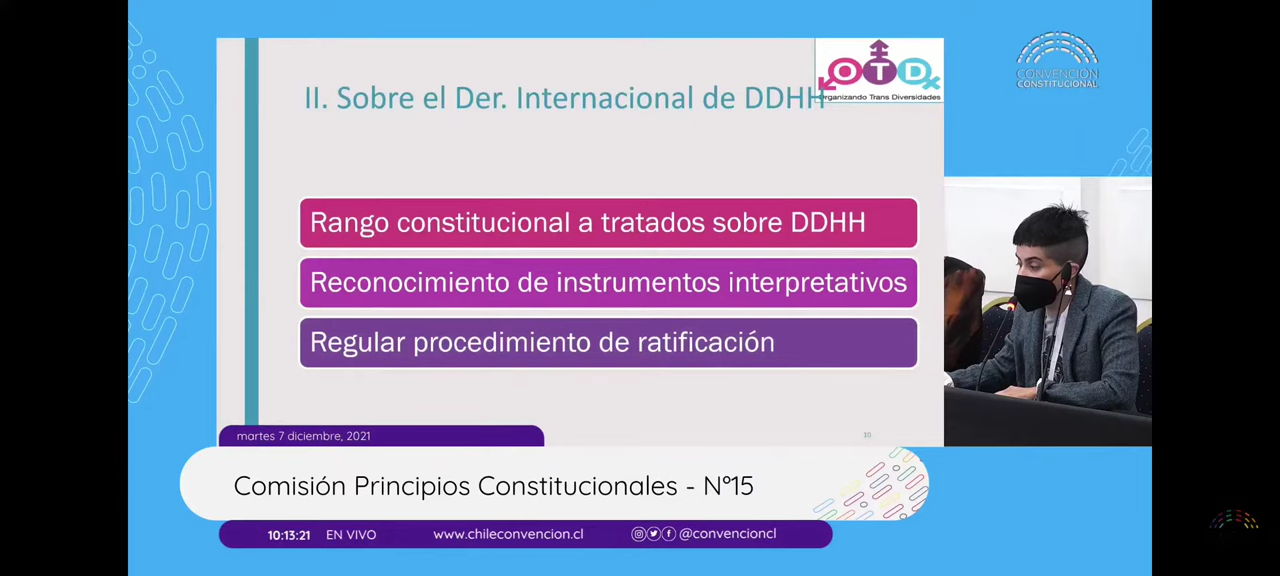 II. Sobre el Der. Internacional de DDHH
OTD
Organizando Trans Diversidades
CONVENCIÓN
CONSTITUCIONAL
Rango constitucional a tratados sobre DDHH
Reconocimiento de instrumentos interpretativos
Regular procedimiento de ratificación
martes 7 diciembre, 2021
10
Comisión Principios Constitucionales - N°15
10:13:21 EN VIVO www.chileconvencion.cl @convencioncl